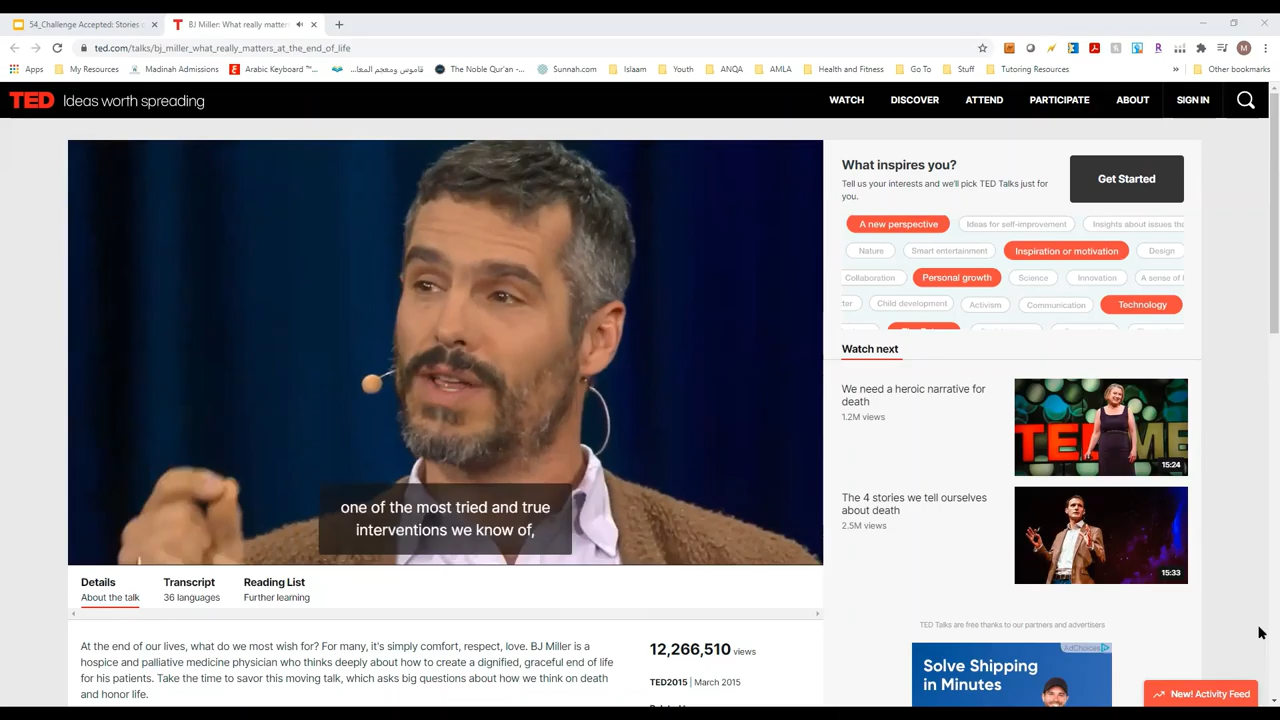 54_Challenge Accepted: Stories o
BJ Miller: What really matters
ted.com/talks/bj_miller_what_really_matters_at_the_end_of_life
M
Apps My Resources Madinah Admissions Arabic Keyboard ™... قاموس ومعجم المعا... The Noble Qur'an -... Sunnah.com Islaam Youth ANQA AMLA Health and Fitness Go To Stuff Tutoring Resources » Other bookmarks
TED Ideas worth spreading
WATCH DISCOVER ATTEND PARTICIPATE ABOUT SIGN IN
What inspires you?
Tell us your interests and we'll pick TED Talks just for
you.
Get Started
A new perspective Ideas for self-improvement Insights about issues tha
Nature Smart entertainment Inspiration or motivation Design
Collaboration Personal growth Science Innovation A sense of
ter Child development Activism Communication Technology
one of the most tried and true
interventions we know of,
Watch next
We need a heroic narrative for
death
1.2M views
15:24
The 4 stories we tell ourselves
about death
2.5M views
15:33
Details Transcript Reading List
About the talk 36 languages Further learning
At the end of our lives, what do we most wish for? For many, it's simply comfort, respect, love. BJ Miller is a
hospice and palliative medicine physician who thinks deeply about how to create a dignified, graceful end of life
for his patients. Take the time to savor this moving talk, which asks big questions about how we think on death
and honor life.
12,266,510 views
TED2015 | March 2015
TED Talks are free thanks to our partners and advertisers
AdChoices
Solve Shipping
in Minutes
New! Activity Feed